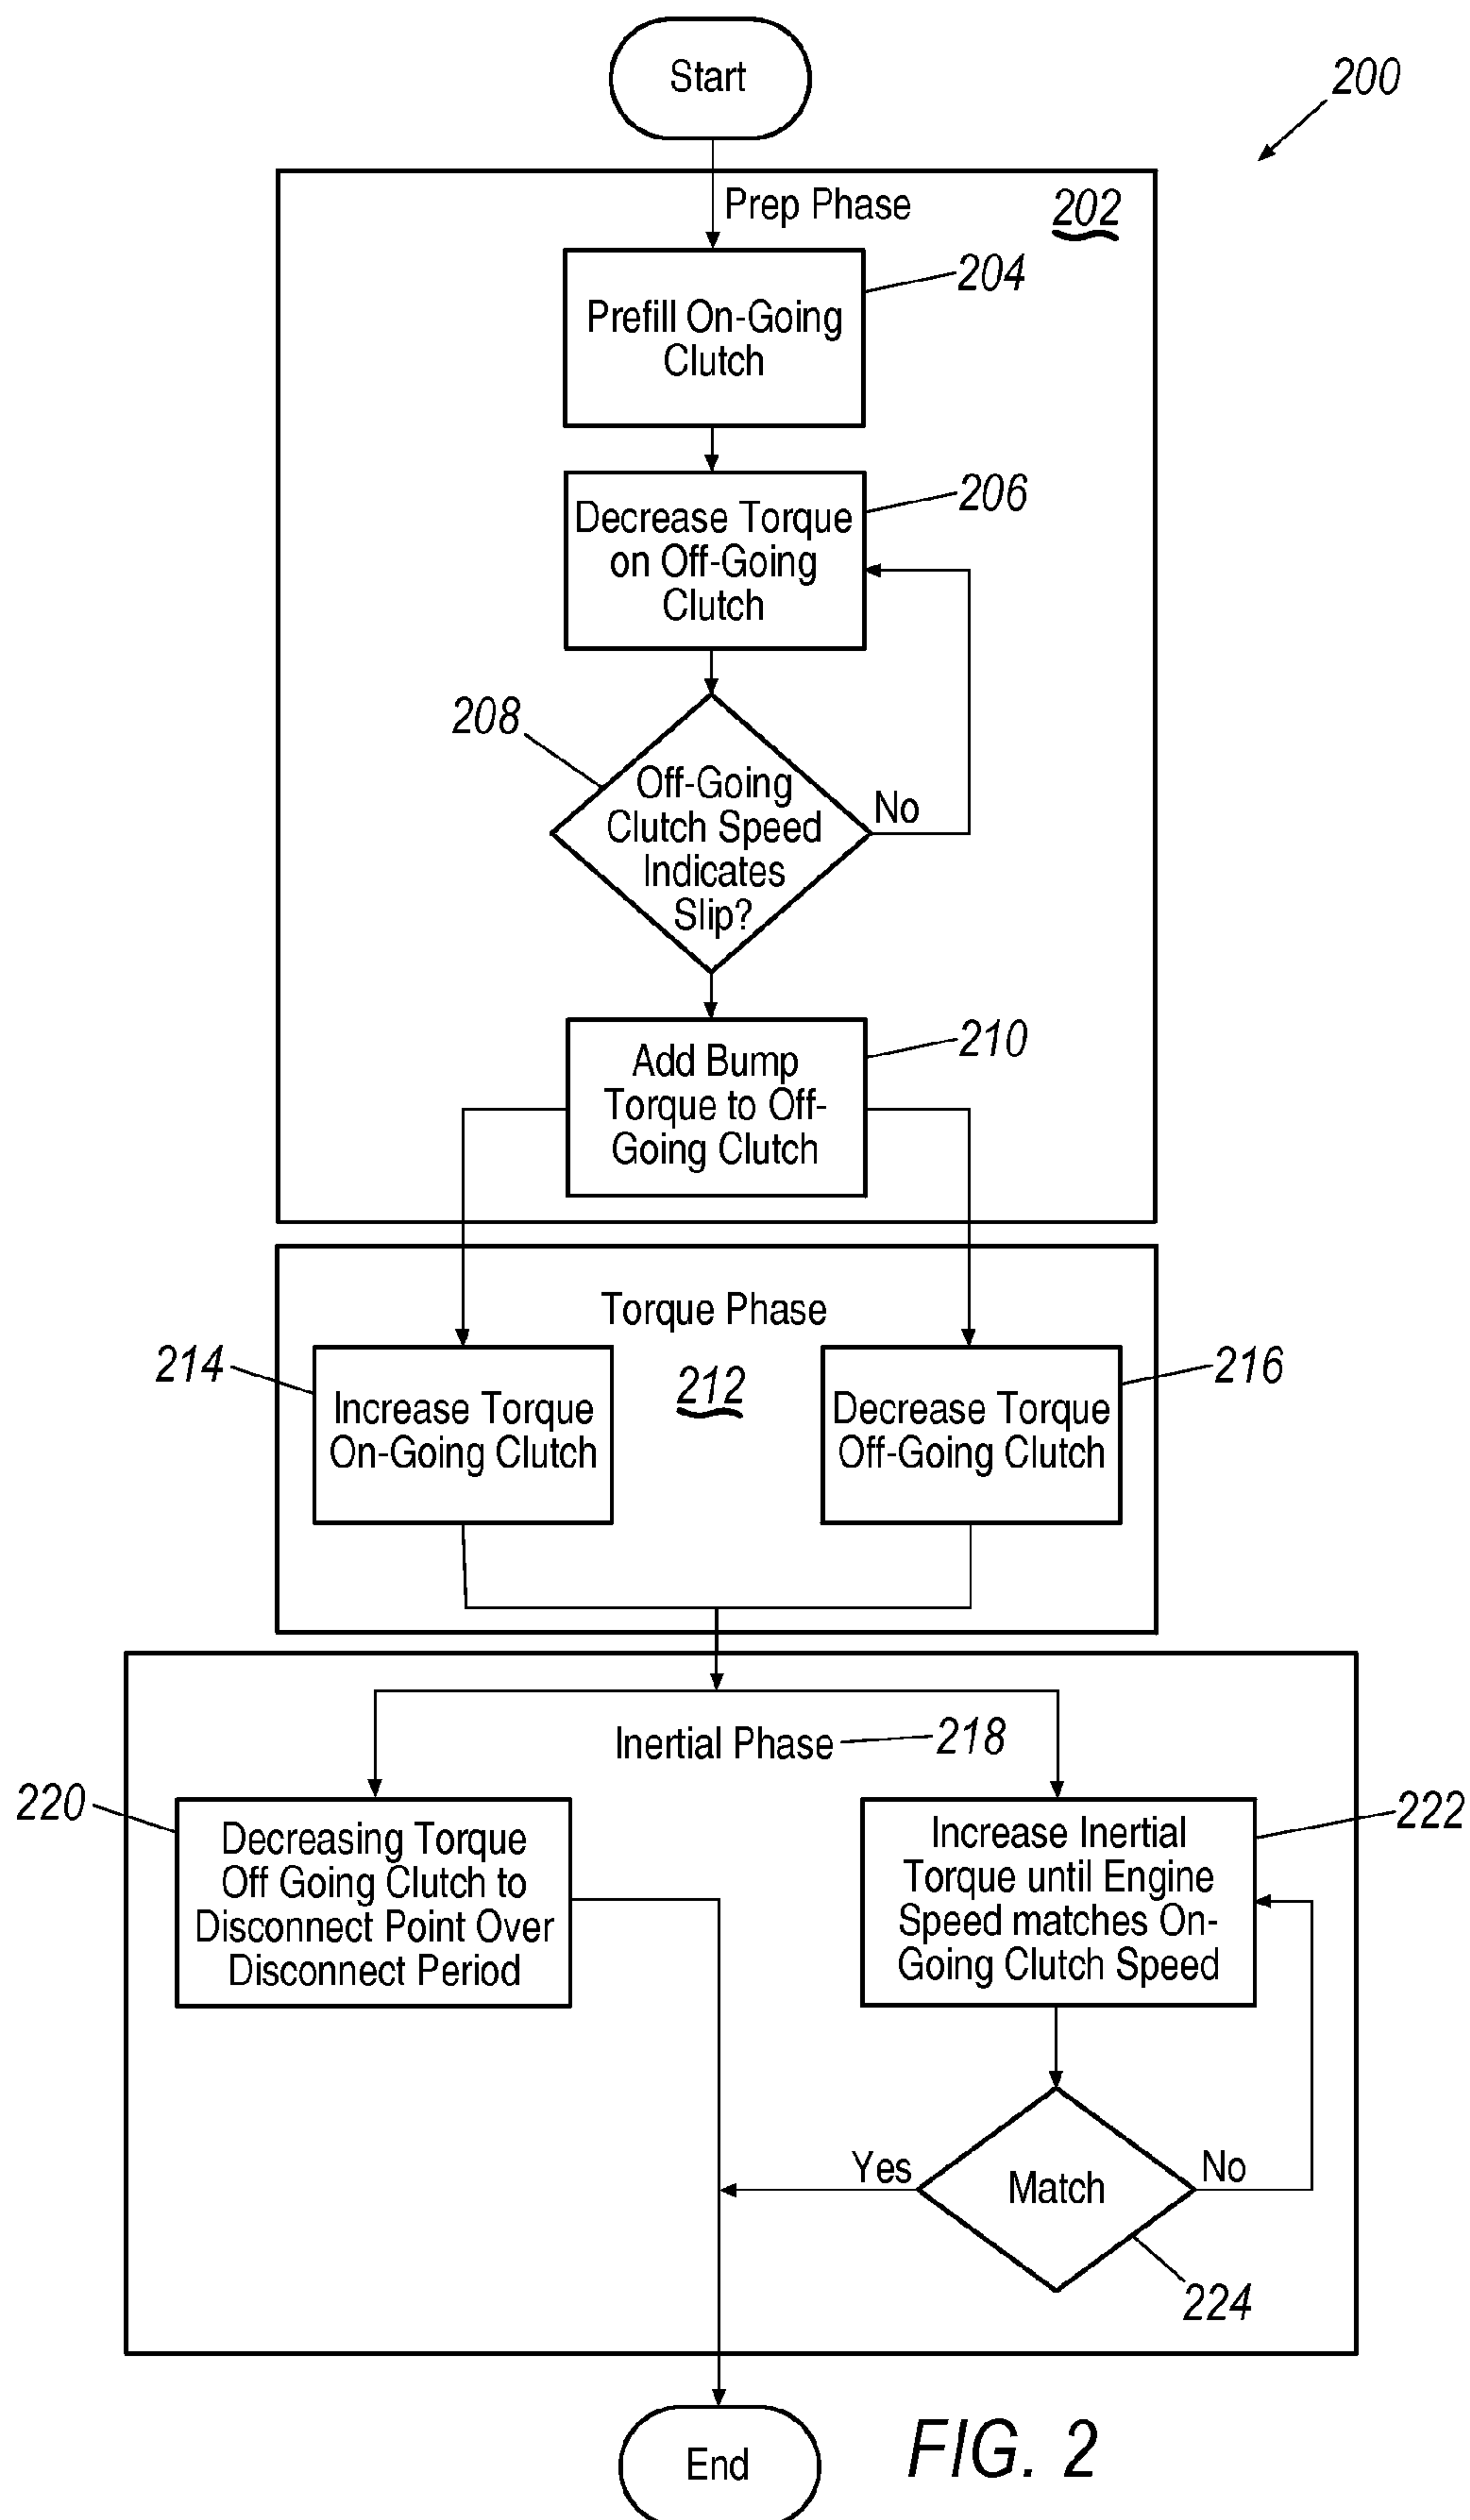 Start
200
Prep Phase
202
204
Prefill On-Going
Clutch
206
Decrease Torque
on Off-Going
Clutch
208
Off-Going
Clutch Speed
Indicates
Slip?
No
210
Add Bump
Torque to Off-
Going Clutch
Torque Phase
212
214
Increase Torque
On-Going Clutch
216
Decrease Torque
Off-Going Clutch
Inertial Phase
218
220
Decreasing Torque
Off Going Clutch to
Disconnect Point Over
Disconnect Period
222
Increase Inertial
Torque until Engine
Speed matches On-
Going Clutch Speed
Yes
Match
No
224
End
FIG. 2